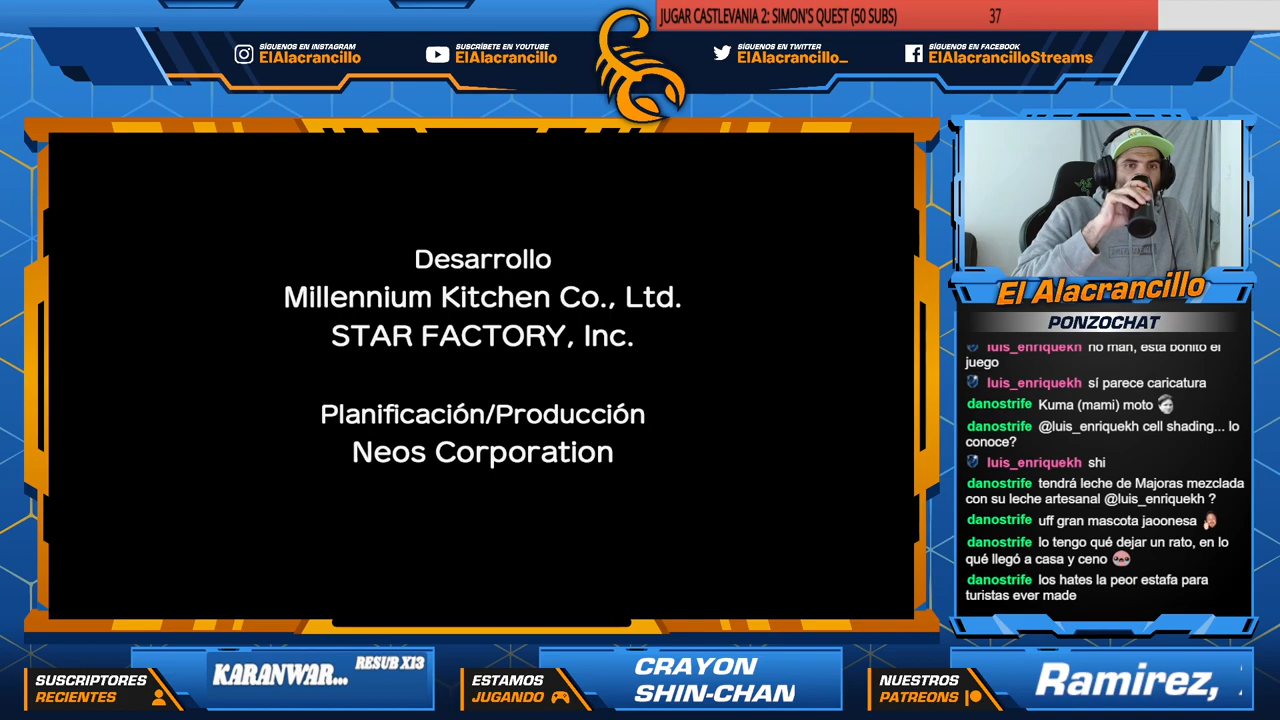 JUGAR CASTLEVANIA 2: SIMON'S QUEST (50 SUBS) 37
SÍGUENOS EN INSTAGRAM
ElAlacrancillo
SUSCRÍBETE EN YOUTUBE
ElAlacrancillo
SÍGUENOS EN TWITTER
ElAlacrancillo_
SÍGUENOS EN FACEBOOK
ElAlacrancilloStreams
Desarrollo
Millennium Kitchen Co., Ltd.
STAR FACTORY, Inc.
Planificación/Producción
Neos Corporation
El Alacrancillo
PONZOCHAT
luis_enriquekh no man, esta bonito el
juego
luis_enriquekh sí parece caricatura
danostrife Kuma (mami) moto
danostrife @luis_enriquekh cell shading... lo
conoce?
luis_enriquekh shi
danostrife tendrá leche de Majoras mezclada
con su leche artesanal @luis_enriquekh ?
danostrife uff gran mascota jaoonesa
danostrife lo tengo qué dejar un rato, en lo
qué llegó a casa y ceno
danostrife los hates la peor estafa para
turistas ever made
SUSCRIPTORES
RECIENTES
KARANWAR... RESUB X13
ESTAMOS
JUGANDO
CRAYON
SHIN-CHAN
NUESTROS
PATREONS
Ramirez,